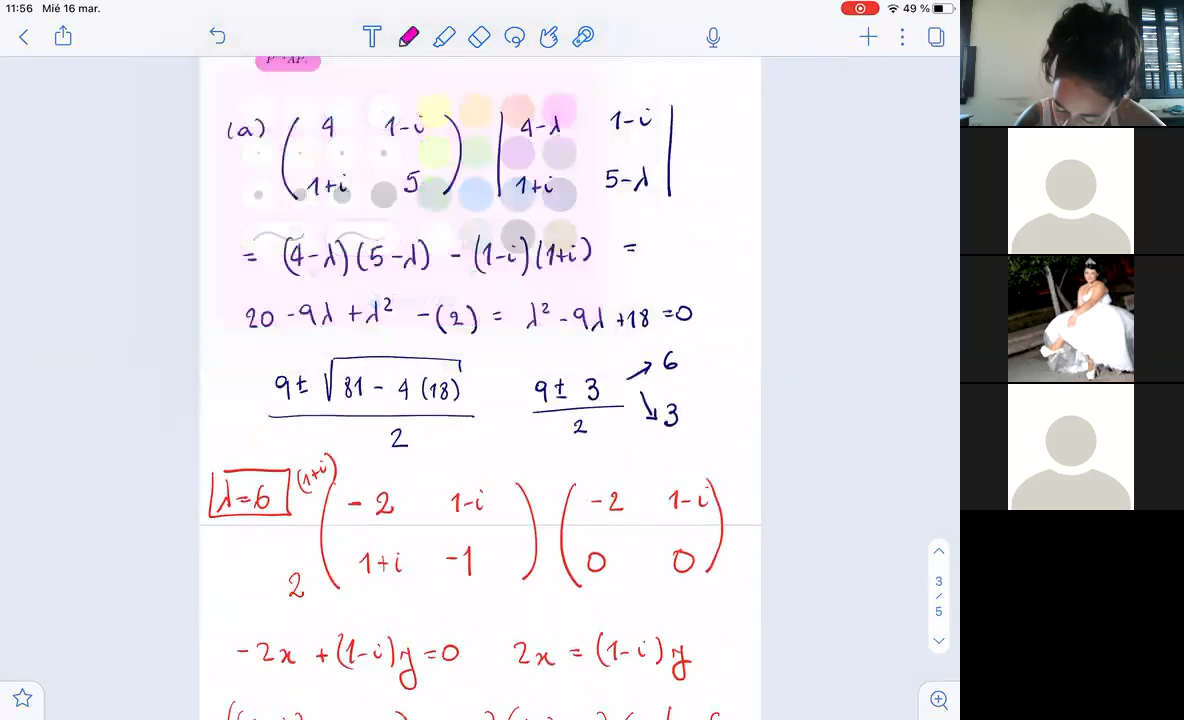 11:56 Mié 16 mar.
49 %
P⁻¹AP.
(a) ( 4 1-i ) | 4-λ 1-i |
( 1+i 5 ) | 1+i 5-λ |
= (4-λ)(5-λ) - (1-i)(1+i) =
20 -9λ +λ² -(2) = λ² -9λ +18 =0
9± √81 - 4(18) 9± 3 → 6
2 2 ↘ 3
λ=6 (1+i) ( -2 1-i ) ( -2 1-i )
2 ( 1+i -1 ) ( 0 0 )
-2x +(1-i)y =0 2x = (1-i)y
3
/
5